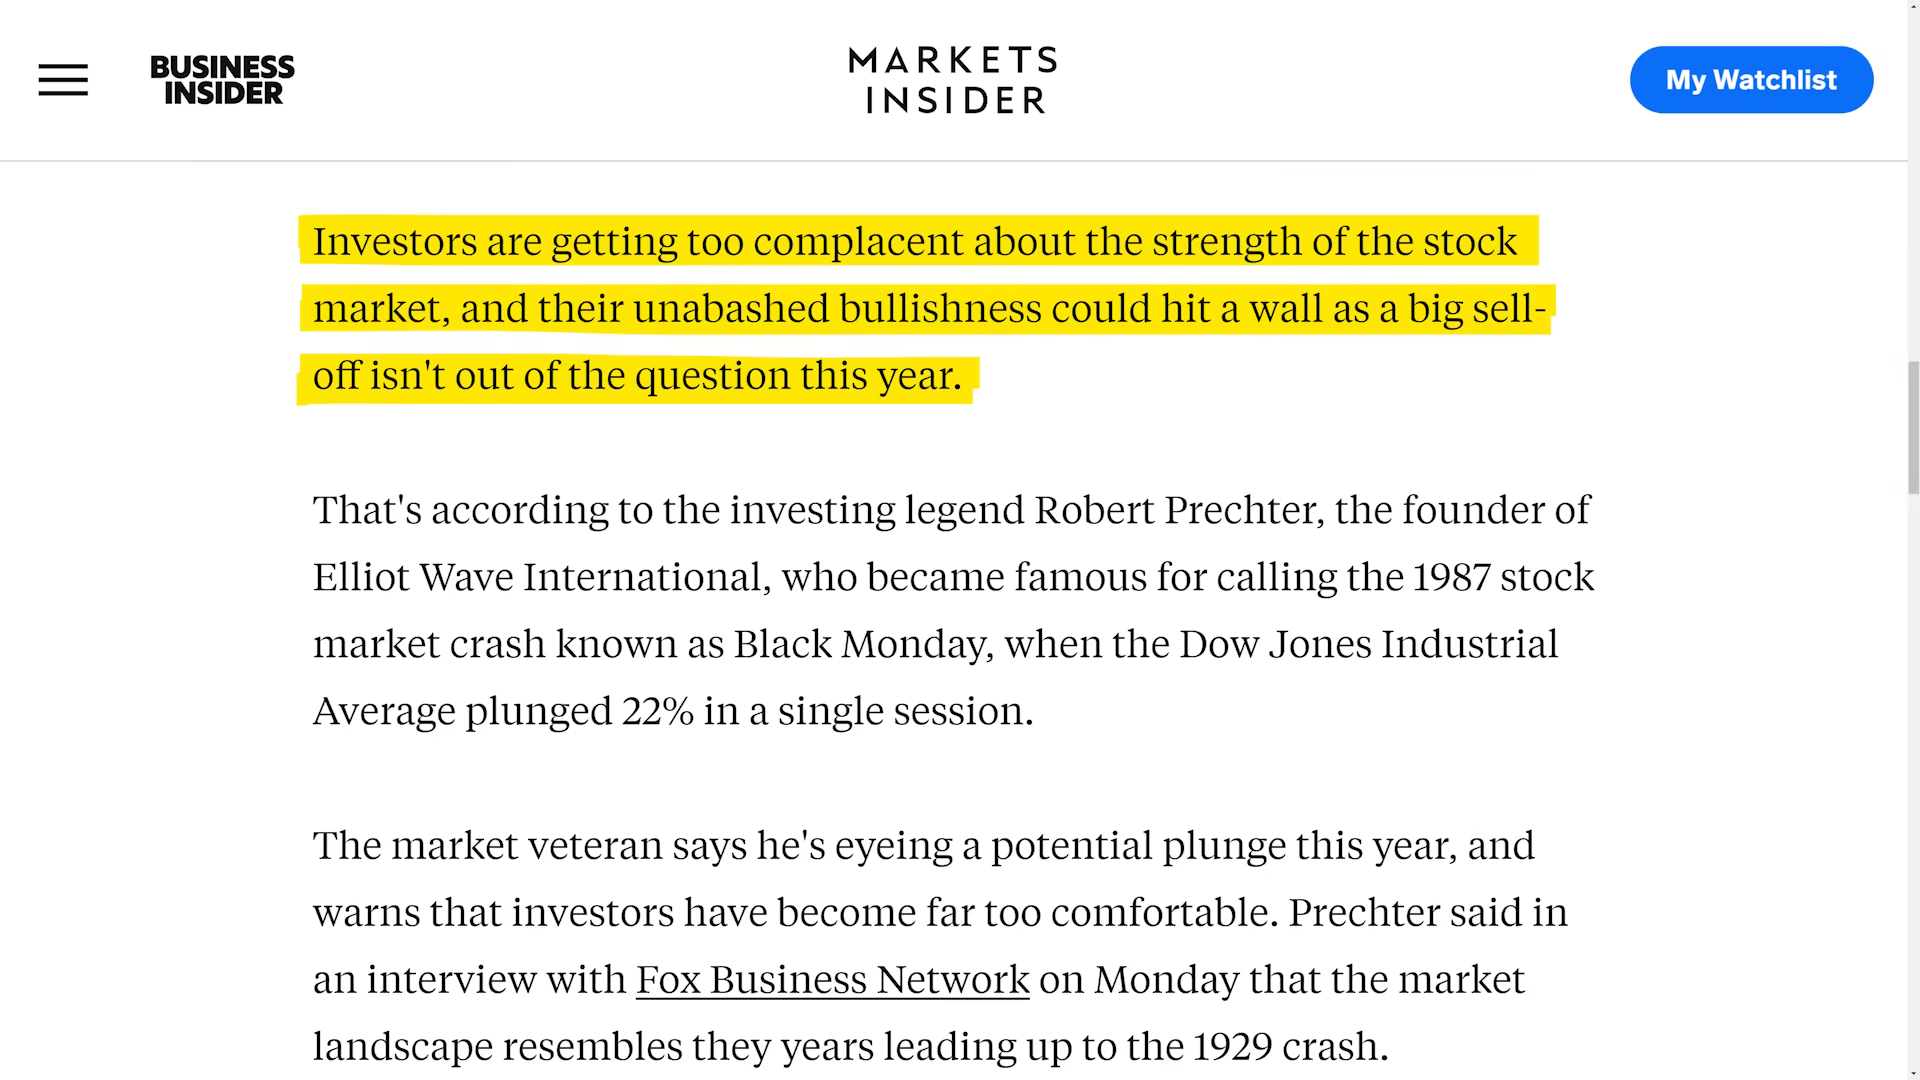 BUSINESS
INSIDER
MARKETS
INSIDER
My Watchlist
Investors are getting too complacent about the strength of the stock
market, and their unabashed bullishness could hit a wall as a big sell-
off isn't out of the question this year.
That's according to the investing legend Robert Prechter, the founder of
Elliot Wave International, who became famous for calling the 1987 stock
market crash known as Black Monday, when the Dow Jones Industrial
Average plunged 22% in a single session.
The market veteran says he's eyeing a potential plunge this year, and
warns that investors have become far too comfortable. Prechter said in
an interview with Fox Business Network on Monday that the market
landscape resembles they years leading up to the 1929 crash.